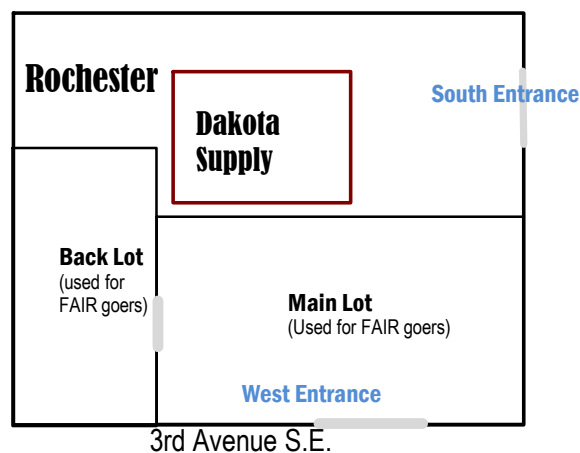 Rochester
South Entrance
Dakota
Supply
Back Lot
(used for
FAIR goers)
Main Lot
(Used for FAIR goers)
West Entrance
3rd Avenue S.E.